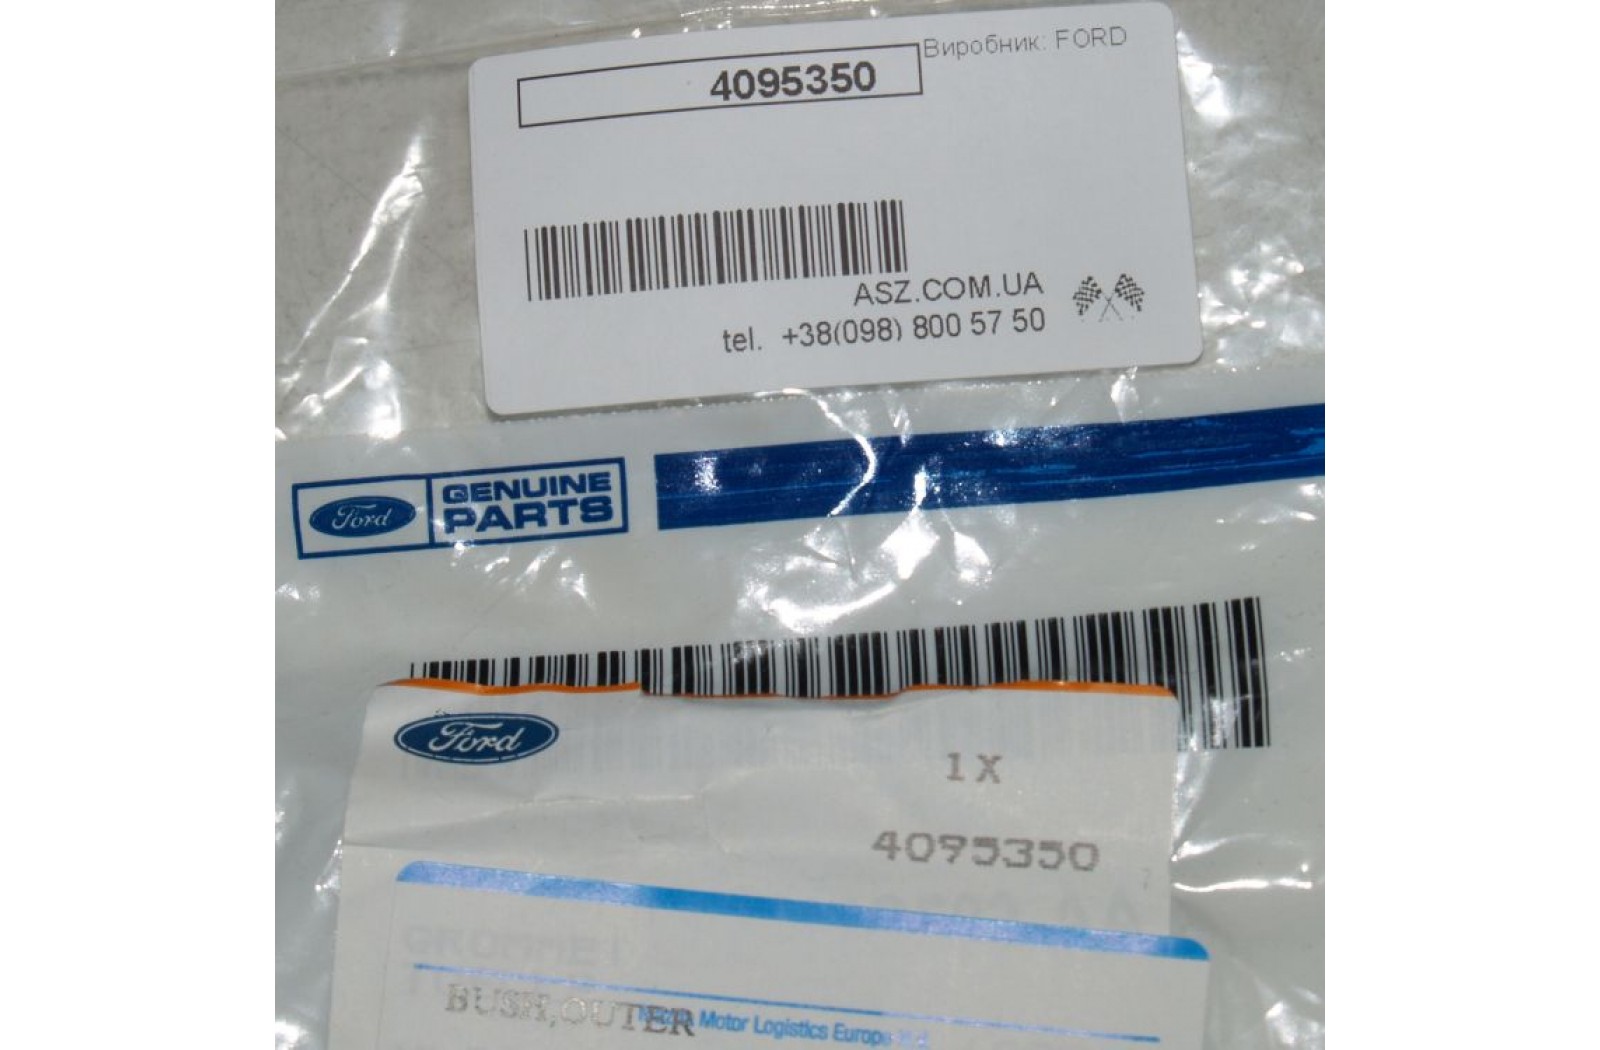 Виробник: FORD
4095350
ASZ.COM.UA
tel. +38(098) 800 57 50
Ford
GENUINE
PARTS
Ford
1X
4095350
GROMMET
BUSH,OUTER
Motor Logistics Europe